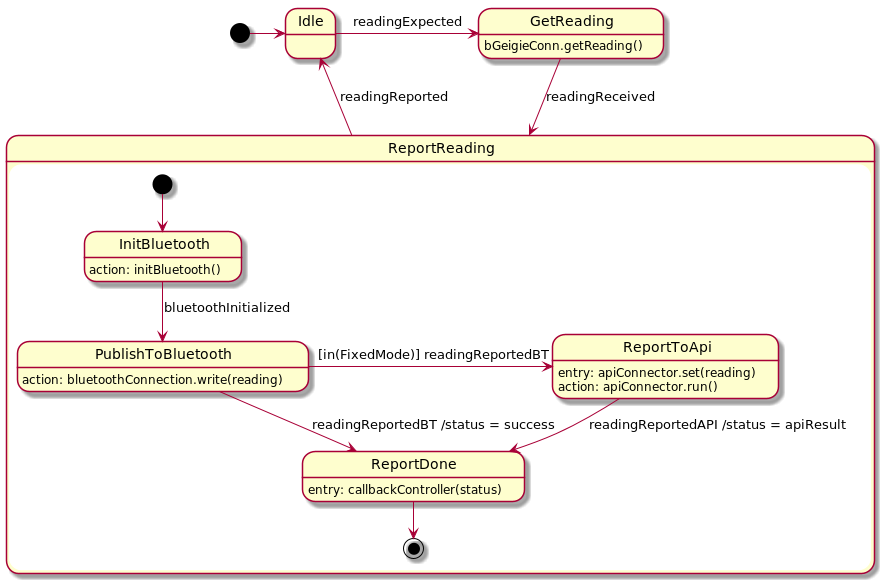 Idle
readingExpected
GetReading
bGeigieConn.getReading()
readingReported
readingReceived
ReportReading
InitBluetooth
action: initBluetooth()
bluetoothInitialized
PublishToBluetooth
action: bluetoothConnection.write(reading)
[in(FixedMode)] readingReportedBT
ReportToApi
entry: apiConnector.set(reading)
action: apiConnector.run()
readingReportedBT /status = success
readingReportedAPI /status = apiResult
ReportDone
entry: callbackController(status)